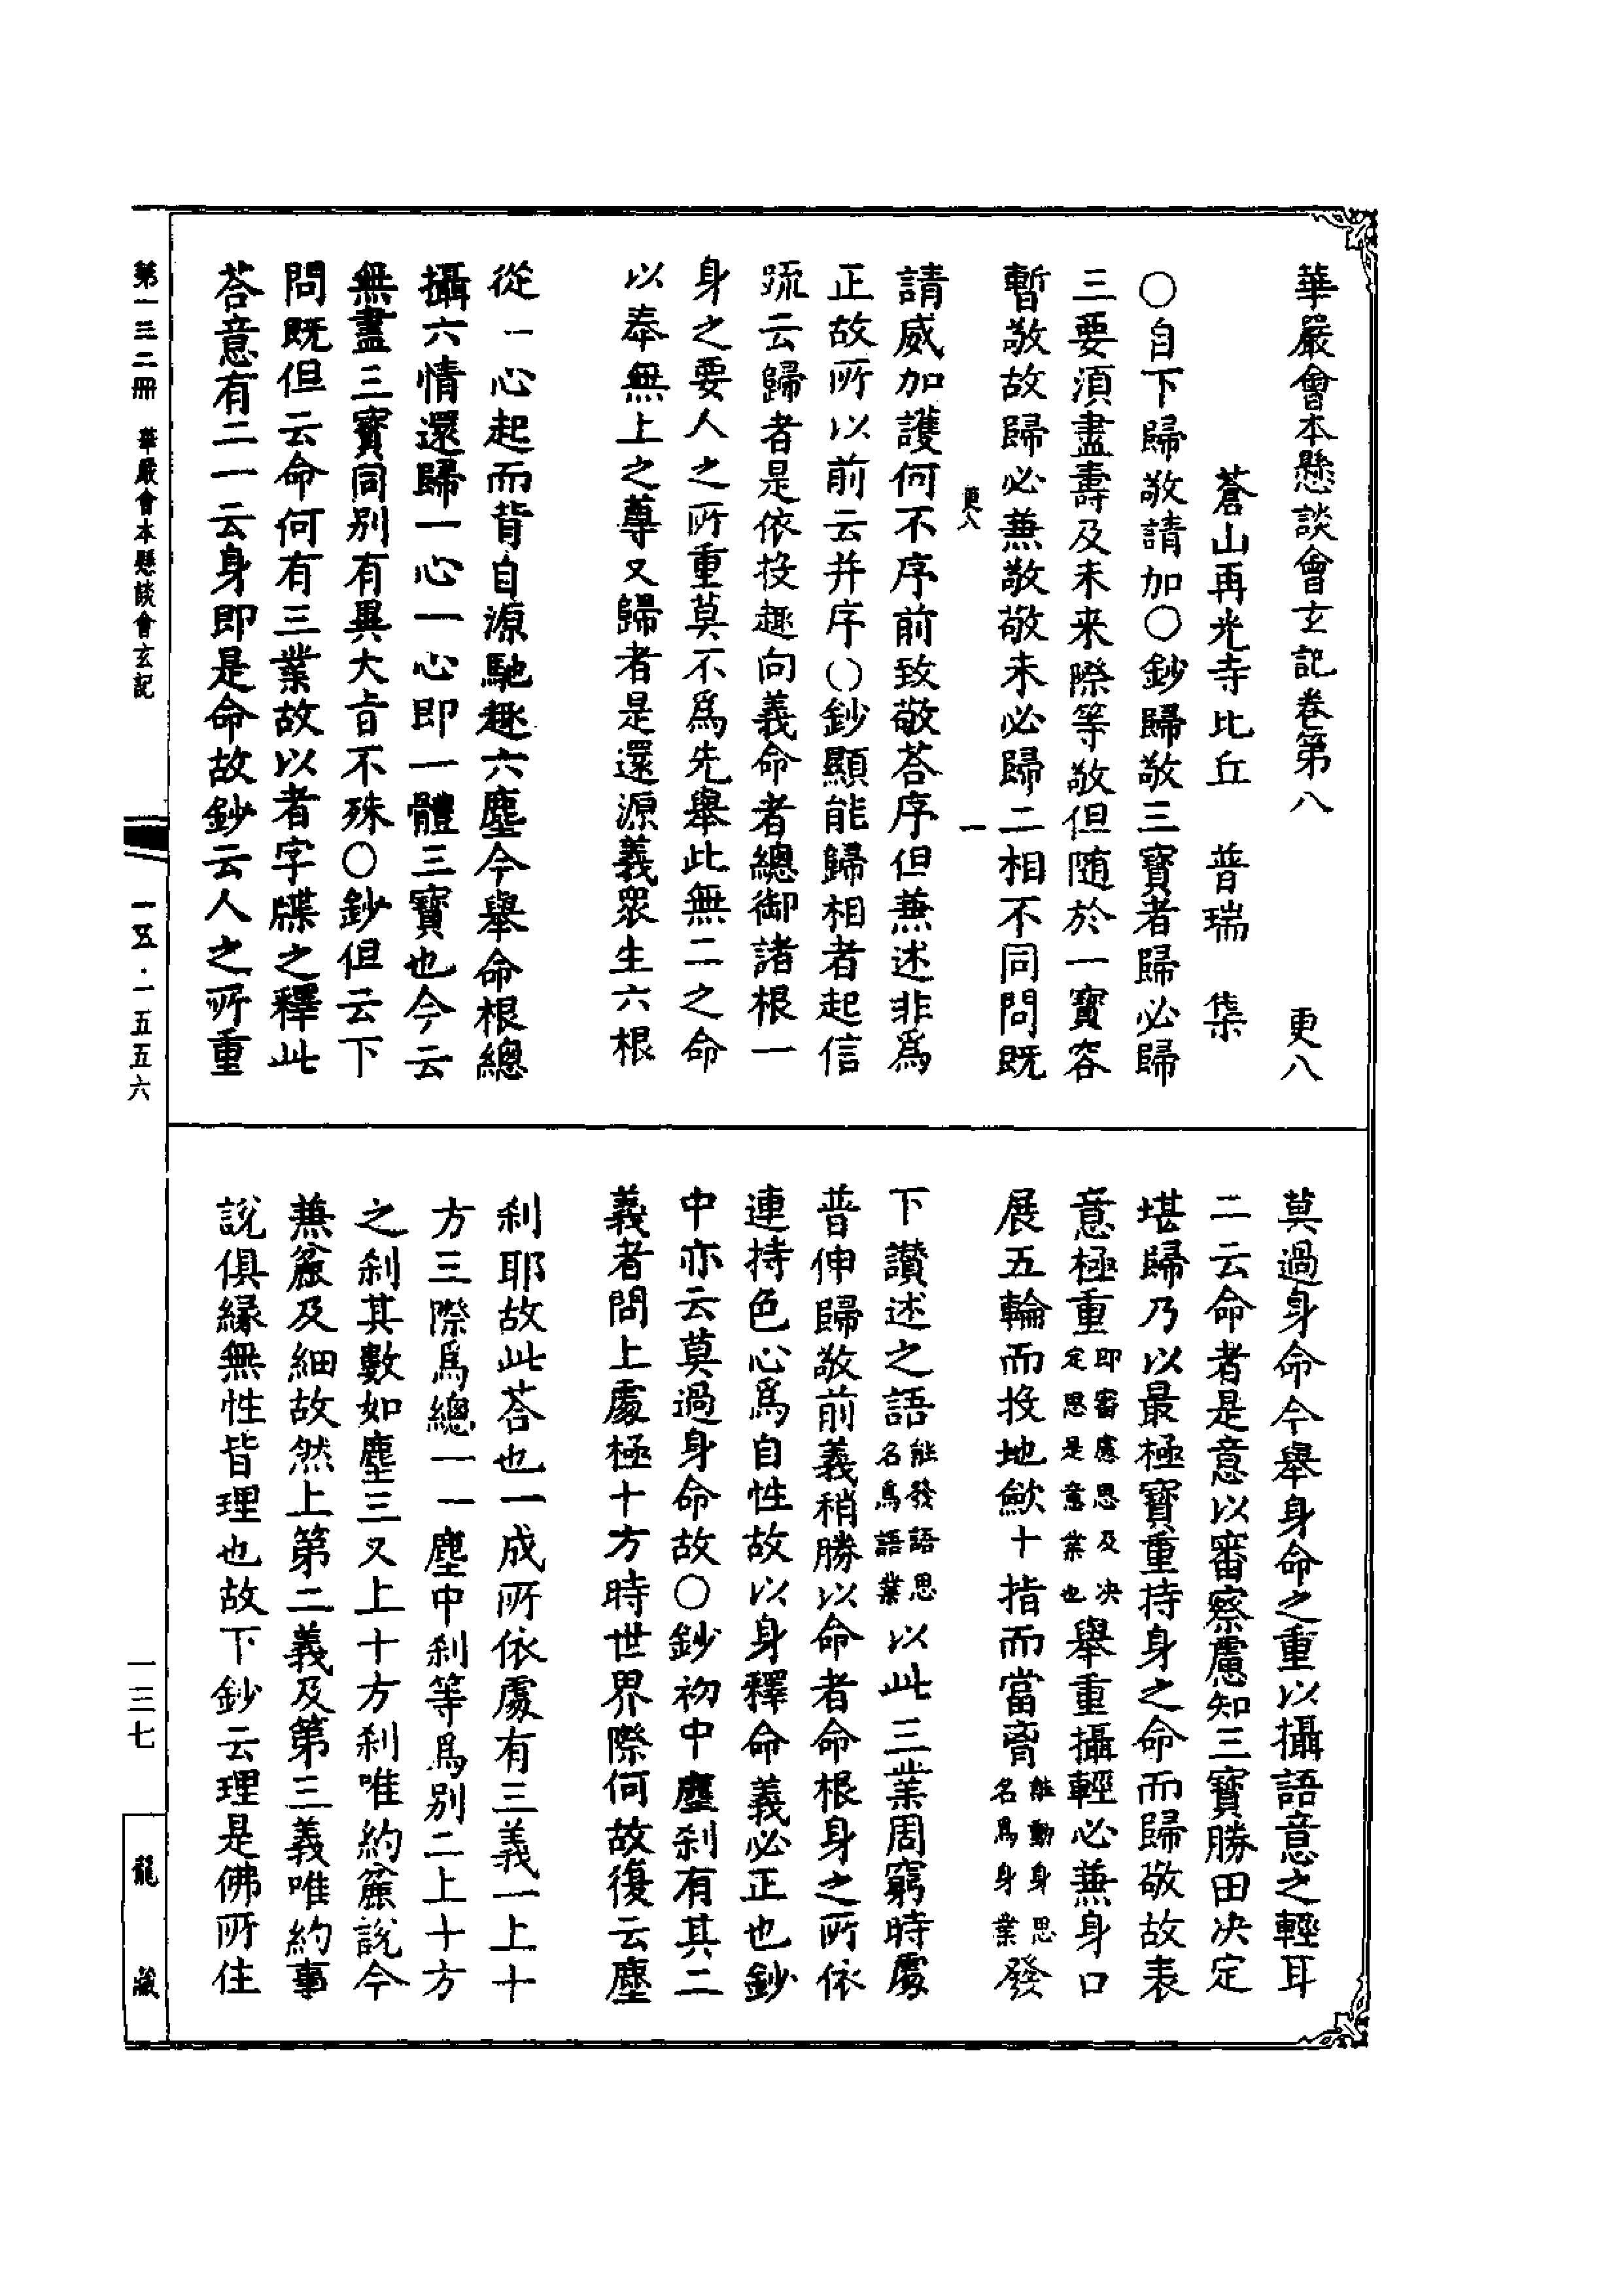 華嚴會本懸談會玄記卷第八 更八
蒼山再光寺比丘 普瑞 集
○自下歸敬請加○鈔歸敬三寶者歸必歸
三要須盡壽及未來際等敬但随於一寶容
暫敬故歸必兼敬敬未必歸二相不同問既
更八 一
請威加護何不序前致敬荅序但兼述非爲
正故所以前云并序○鈔顯能歸相者起信
疏云歸者是依投趣向義命者總御諸根一
身之要人之所重莫不爲先舉此無二之命
以奉無上之尊又歸者是還源義衆生六根
從一心起而背自源馳趣六塵今舉命根總
攝六情還歸一心一心即一體三寶也今云
無盡三寶同别有異大旨不殊○鈔但云下
問既但云命何有三業故以者字牒之釋此
荅意有二一云身即是命故鈔云人之所重
莫過身命今舉身命之重以攝語意之輕耳
二云命者是意以審察慮知三寶勝田决定
堪歸乃以最極寶重持身之命而歸敬故表
意極重即審慮思及决定思是意業也舉重攝輕必兼身口
展五輪而投地歛十指而當𦙄能動身思名爲身業發
下讚述之語能發語思名爲語業以此三業周窮時處
普伸歸敬前義稍勝以命者命根身之所依
連持色心爲自性故以身釋命義必正也鈔
中亦云莫過身命故○鈔初中塵刹有其二
義者問上處極十方時世界際何故復云塵
刹耶故此荅也一成所依處有三義一上十
方三際爲總一一塵中刹等爲别二上十方
之刹其數如塵三又上十方刹唯約麄說今
兼麄及細故然上第二義及第三義唯約事
說俱緣無性皆理也故下鈔云理是佛所住
第一三二册 華嚴會本懸談會玄記
一五·一五五六
一三七
龍藏